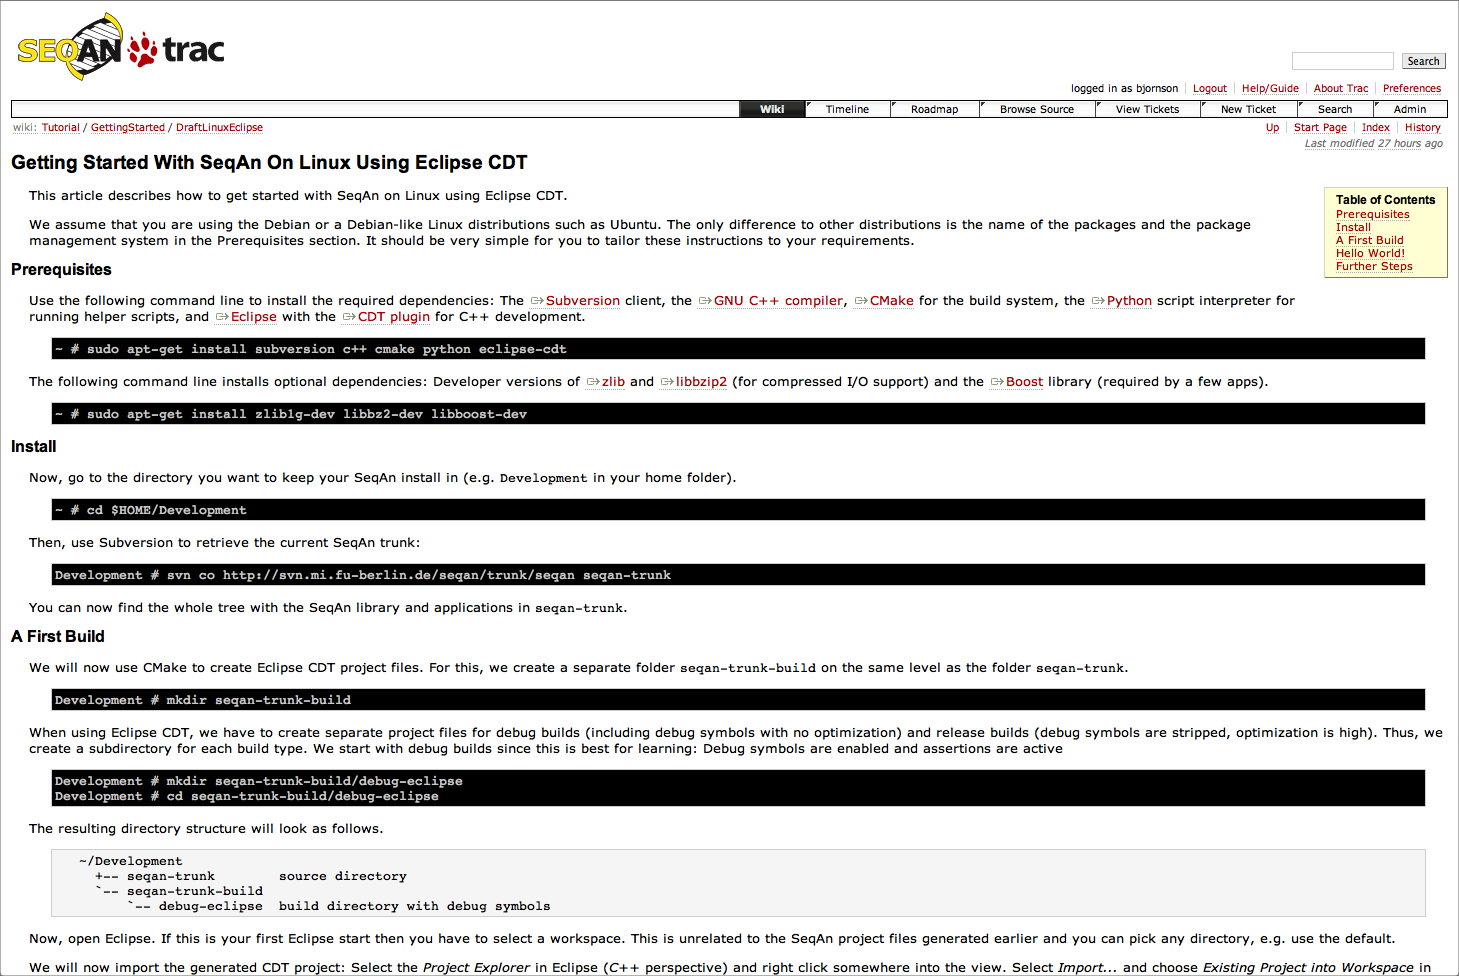 SEQAN trac
Search
logged in as bjornson Logout Help/Guide About Trac Preferences
Wiki Timeline Roadmap Browse Source View Tickets New Ticket Search Admin
wiki: Tutorial / GettingStarted / DraftLinuxEclipse
Up Start Page Index History
Last modified 27 hours ago
Getting Started With SeqAn On Linux Using Eclipse CDT
This article describes how to get started with SeqAn on Linux using Eclipse CDT.
We assume that you are using the Debian or a Debian-like Linux distributions such as Ubuntu. The only difference to other distributions is the name of the packages and the package
management system in the Prerequisites section. It should be very simple for you to tailor these instructions to your requirements.
Table of Contents
Prerequisites
Install
A First Build
Hello World!
Further Steps
Prerequisites
Use the following command line to install the required dependencies: The Subversion client, the GNU C++ compiler, CMake for the build system, the Python script interpreter for
running helper scripts, and Eclipse with the CDT plugin for C++ development.
~ # sudo apt-get install subversion c++ cmake python eclipse-cdt
The following command line installs optional dependencies: Developer versions of zlib and libbzip2 (for compressed I/O support) and the Boost library (required by a few apps).
~ # sudo apt-get install zlib1g-dev libbz2-dev libboost-dev
Install
Now, go to the directory you want to keep your SeqAn install in (e.g. Development in your home folder).
~ # cd $HOME/Development
Then, use Subversion to retrieve the current SeqAn trunk:
Development # svn co http://svn.mi.fu-berlin.de/seqan/trunk/seqan seqan-trunk
You can now find the whole tree with the SeqAn library and applications in seqan-trunk.
A First Build
We will now use CMake to create Eclipse CDT project files. For this, we create a separate folder seqan-trunk-build on the same level as the folder seqan-trunk.
Development # mkdir seqan-trunk-build
When using Eclipse CDT, we have to create separate project files for debug builds (including debug symbols with no optimization) and release builds (debug symbols are stripped, optimization is high). Thus, we
create a subdirectory for each build type. We start with debug builds since this is best for learning: Debug symbols are enabled and assertions are active
Development # mkdir seqan-trunk-build/debug-eclipse
Development # cd seqan-trunk-build/debug-eclipse
The resulting directory structure will look as follows.
~/Development
+-- seqan-trunk source directory
`-- seqan-trunk-build
`-- debug-eclipse build directory with debug symbols
Now, open Eclipse. If this is your first Eclipse start then you have to select a workspace. This is unrelated to the SeqAn project files generated earlier and you can pick any directory, e.g. use the default.
We will now import the generated CDT project: Select the Project Explorer in Eclipse (C++ perspective) and right click somewhere into the view. Select Import... and choose Existing Project into Workspace in